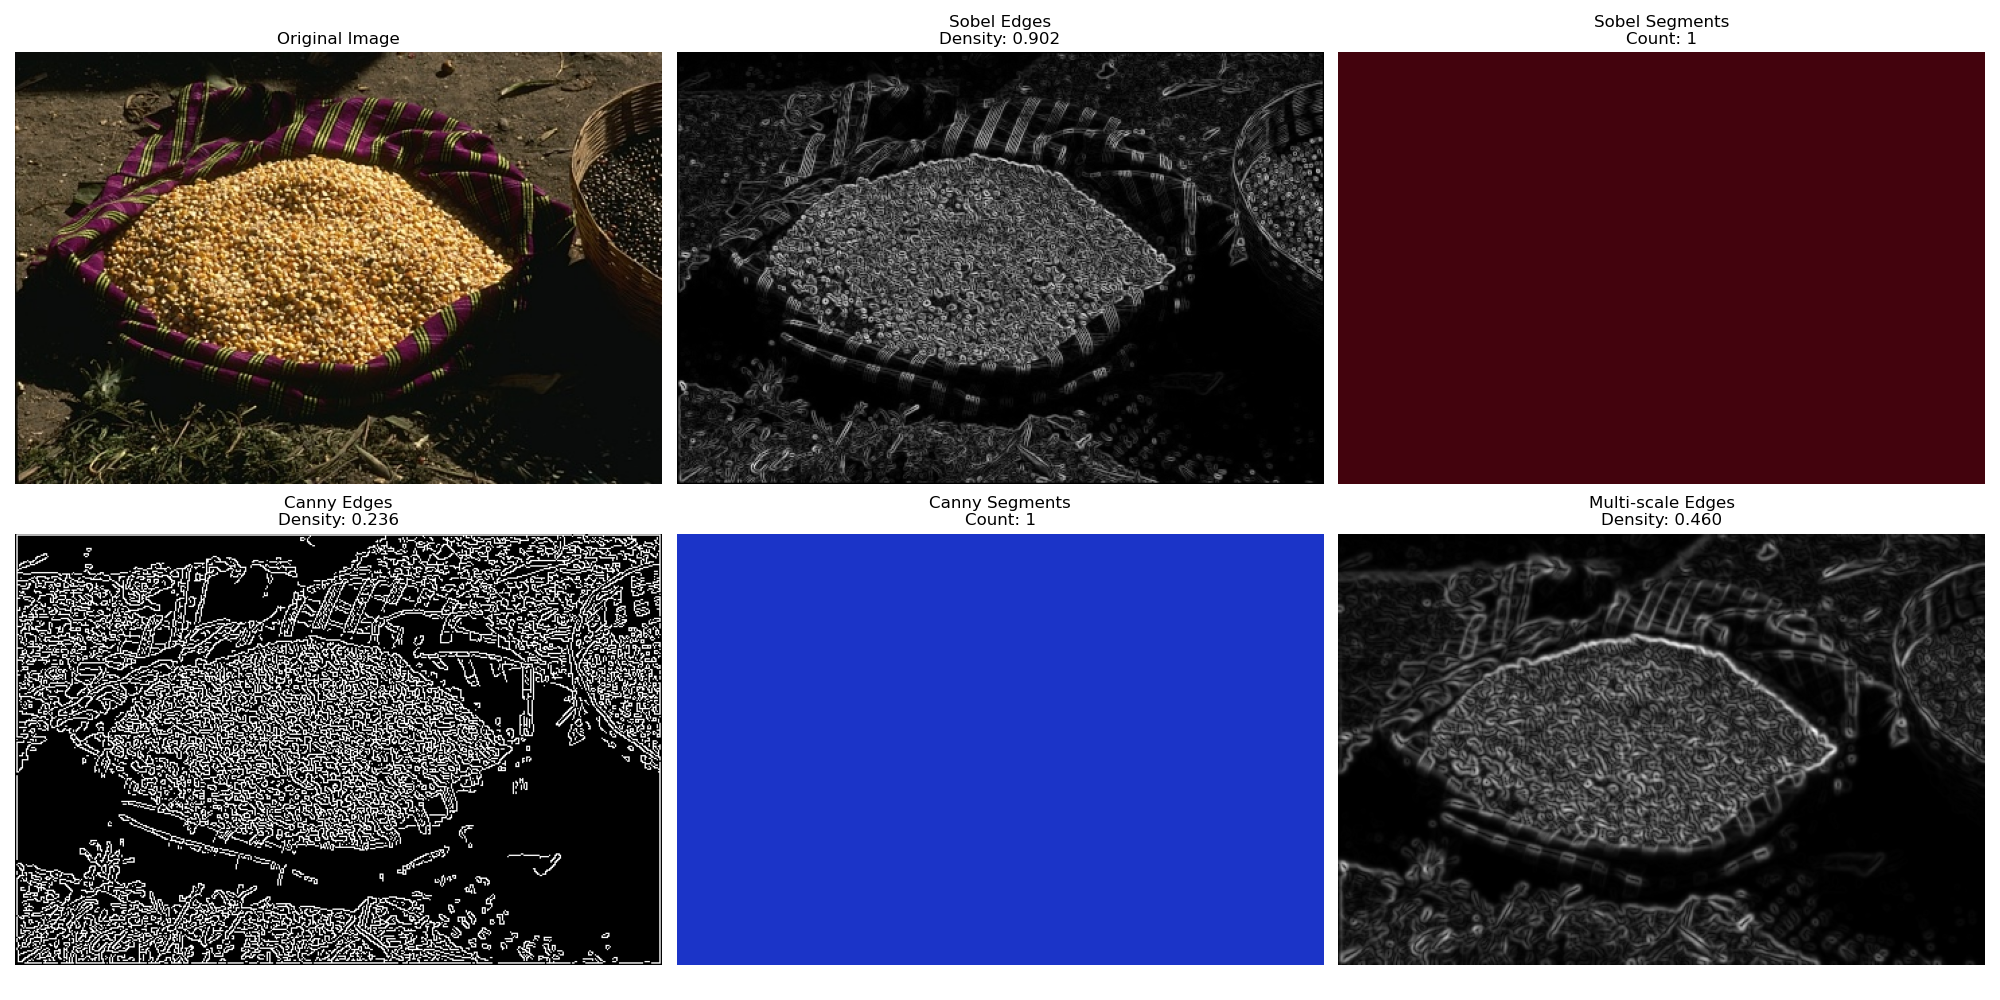 Original Image
Sobel Edges
Density: 0.902
Sobel Segments
Count: 1
Canny Edges
Density: 0.236
Canny Segments
Count: 1
Multi-scale Edges
Density: 0.460